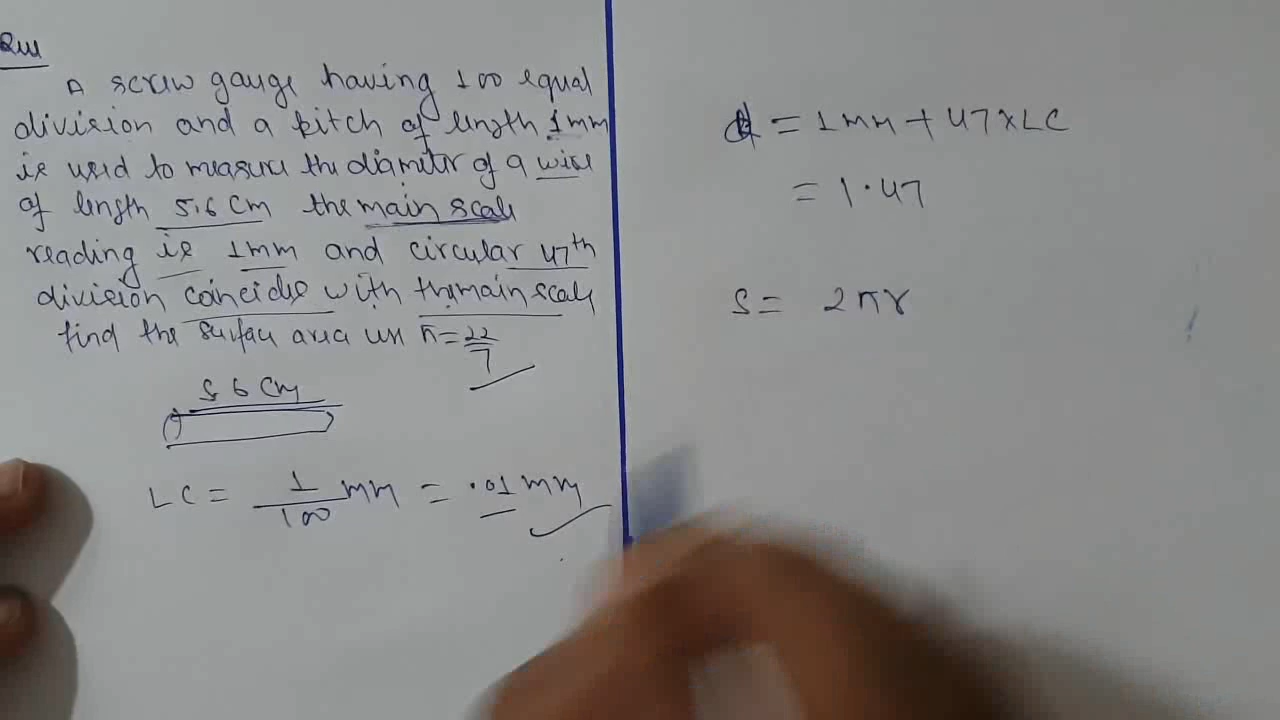 Qus
A screw gauge having 100 equal
division and a pitch of length 1mm
is used to measure the diameter of a wire
of length 5.6 cm the main scale
reading is 1mm and circular 47th
division coincide with the main scale
find the surface area use π = 22/7
5.6 cm
LC = 1/100 mm = .01 mm
d = 1mm + 47 x LC
= 1.47
S = 2πr